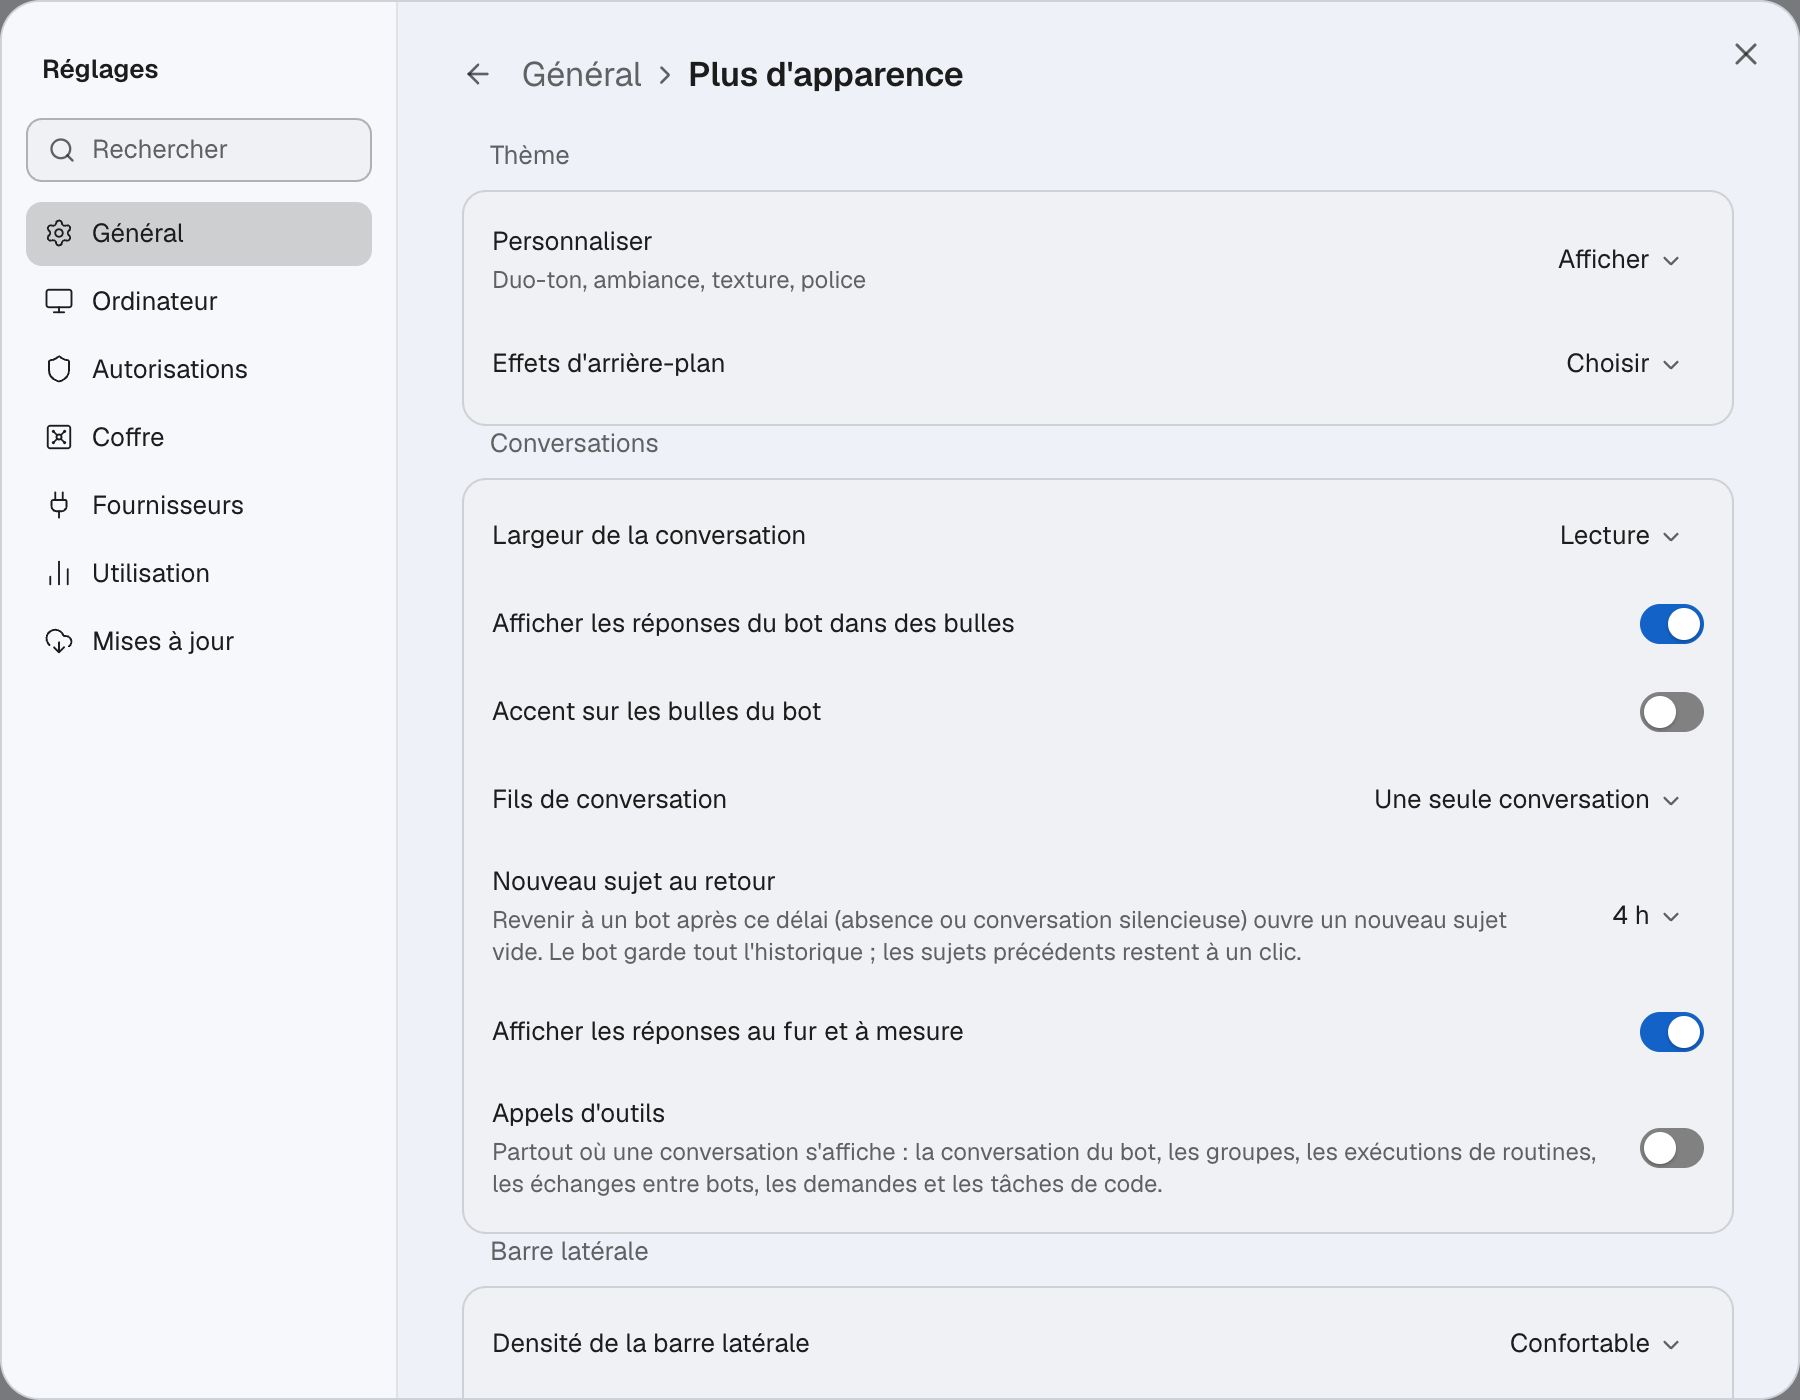 Réglages
Rechercher
Général
Ordinateur
Autorisations
Coffre
Fournisseurs
Utilisation
Mises à jour
Général > Plus d'apparence
Thème
Personnaliser
Duo-ton, ambiance, texture, police
Afficher
Effets d'arrière-plan
Choisir
Conversations
Largeur de la conversation
Lecture
Afficher les réponses du bot dans des bulles
Accent sur les bulles du bot
Fils de conversation
Une seule conversation
Nouveau sujet au retour
Revenir à un bot après ce délai (absence ou conversation silencieuse) ouvre un nouveau sujet
vide. Le bot garde tout l'historique ; les sujets précédents restent à un clic.
4 h
Afficher les réponses au fur et à mesure
Appels d'outils
Partout où une conversation s'affiche : la conversation du bot, les groupes, les exécutions de routines,
les échanges entre bots, les demandes et les tâches de code.
Barre latérale
Densité de la barre latérale
Confortable